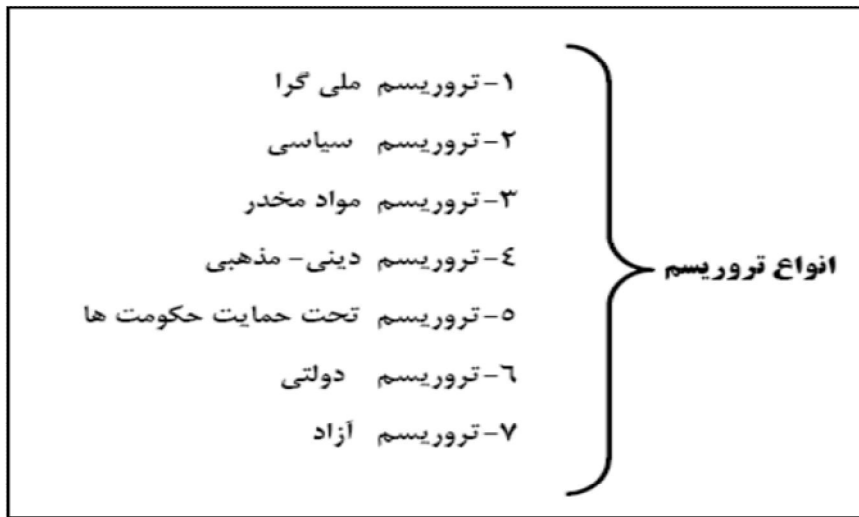 انواع تروریسم
۱-تروریسم ملی گرا
۲-تروریسم سیاسی
۳-تروریسم مواد مخدر
٤-تروریسم دینی- مذهبی
٥-تروریسم تحت حمایت حکومت ها
٦-تروریسم دولتی
۷-تروریسم آزاد